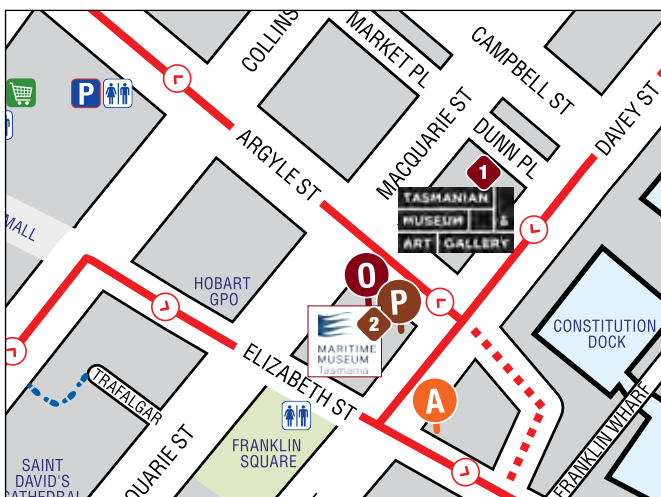 COLLINS
MARKET PL
CAMPBELL ST
DAVEY ST
P
MACQUARIE ST
DUNN PL
ARGYLE ST
1
TASMANIAN
MUSEUM &
ART GALLERY
MALL
HOBART
GPO
O
P
2
MARITIME
MUSEUM
Tasmania
CONSTITUTION
DOCK
ELIZABETH ST
A
TRAFALGAR
FRANKLIN
SQUARE
FRANKLIN WHARF
QUARIE ST
SAINT
DAVID'S
CATHEDRAL